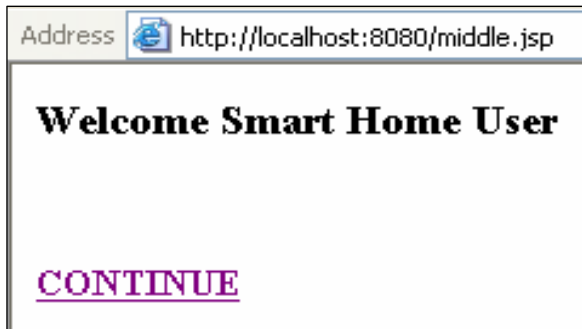 Address http://localhost:8080/middle.jsp
Welcome Smart Home User
CONTINUE